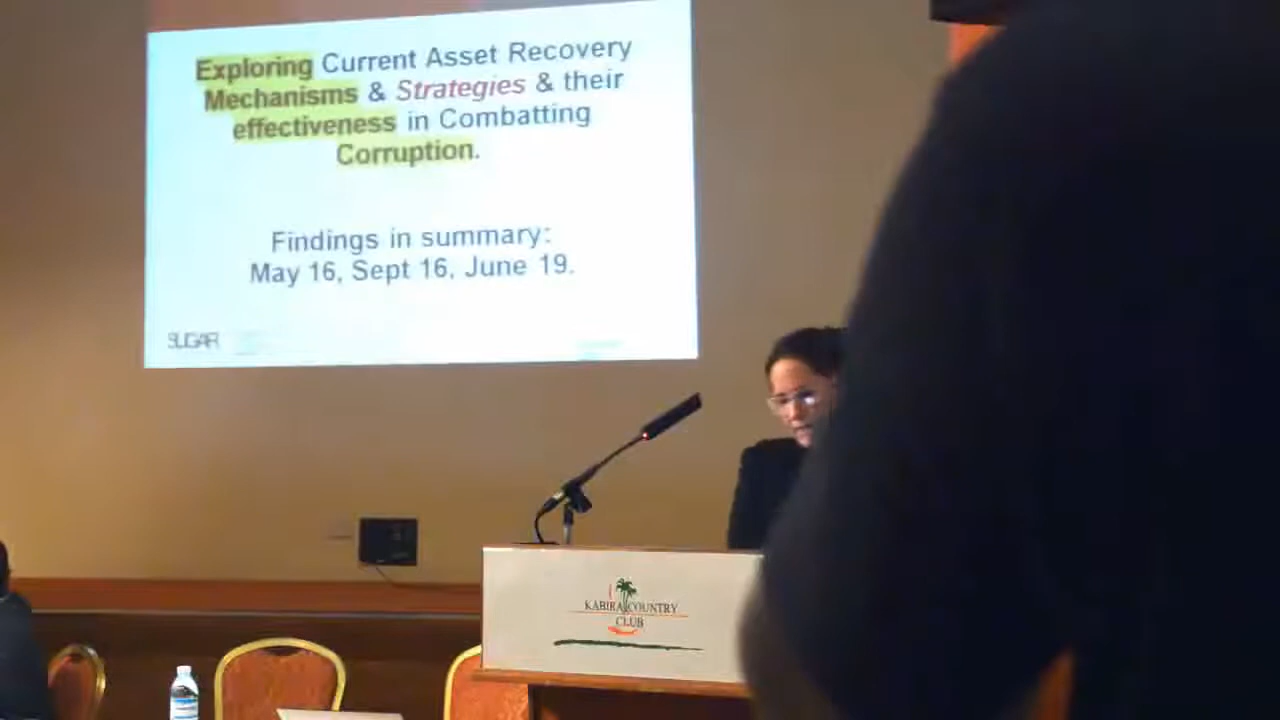 Exploring Current Asset Recovery
Mechanisms & Strategies & their
effectiveness in Combatting
Corruption.
Findings in summary:
May 16, Sept 16, June 19.
SUGAR
KABIRA COUNTRY
CLUB